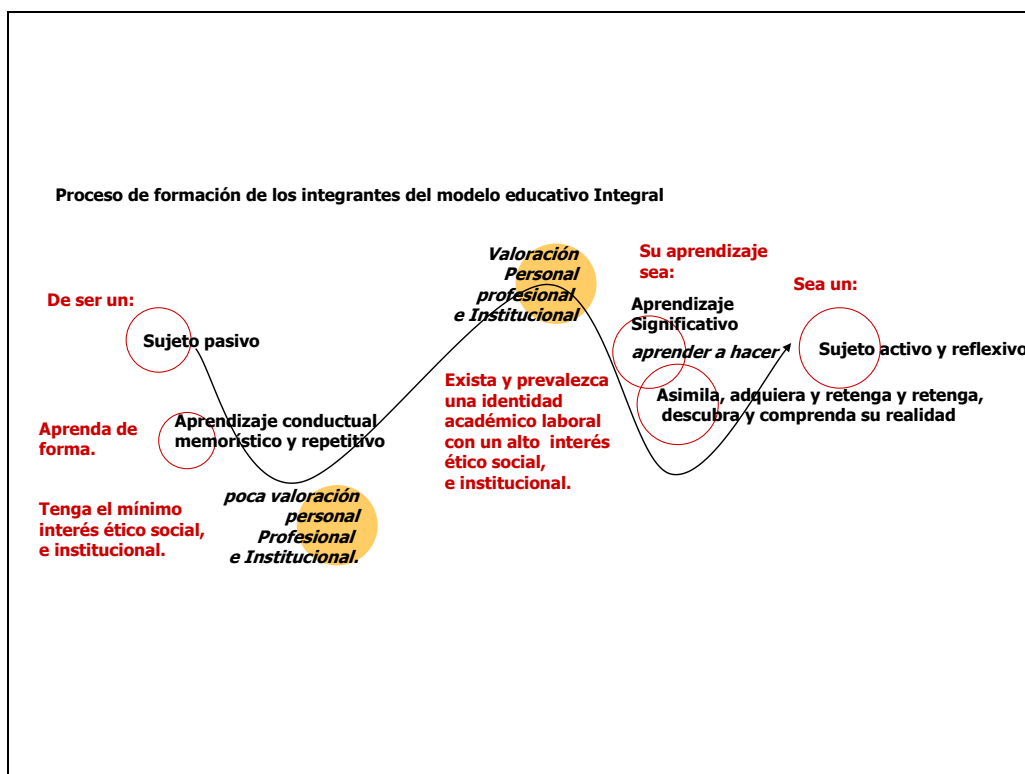 Proceso de formación de los integrantes del modelo educativo Integral
De ser un:
Sujeto pasivo
Aprenda de
forma.
Aprendizaje conductual
memorístico y repetitivo
Tenga el mínimo
interés ético social,
e institucional.
poca valoración
personal
Profesional
e Institucional.
Valoración
Personal
profesional
e Institucional
Exista y prevalezca
una identidad
académico laboral
con un alto interés
ético social,
e institucional.
Su aprendizaje
sea:
Aprendizaje
Significativo
aprender a hacer
Asimila, adquiera y retenga y retenga,
descubra y comprenda su realidad
Sea un:
Sujeto activo y reflexivo